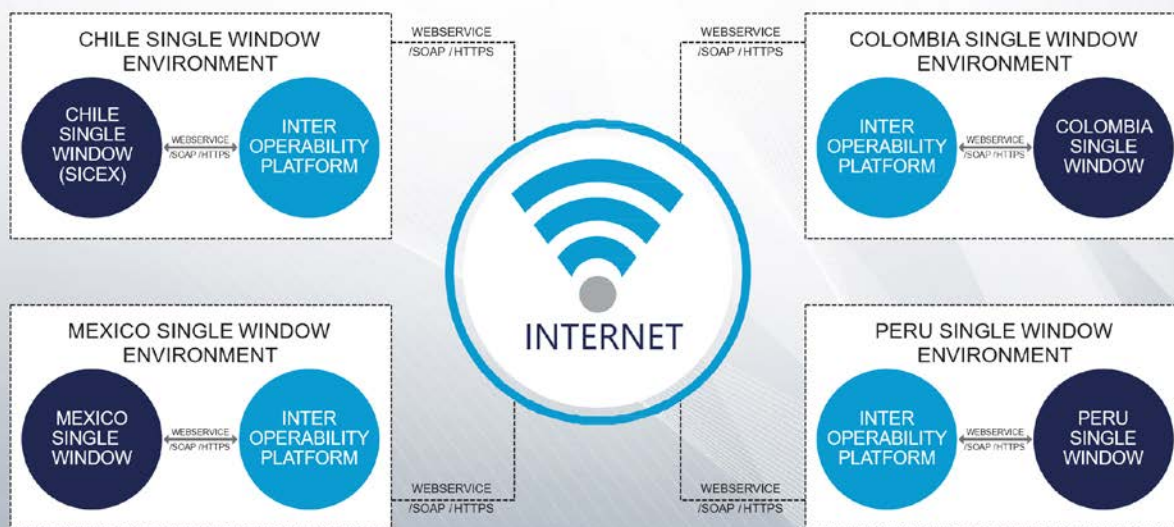 CHILE SINGLE WINDOW
ENVIRONMENT
CHILE
SINGLE
WINDOW
(SICEX)
WEBSERVICE
/SOAP /HTTPS
INTER
OPERABILITY
PLATFORM
WEBSERVICE
/SOAP /HTTPS
WEBSERVICE
/SOAP /HTTPS
COLOMBIA SINGLE WINDOW
ENVIRONMENT
INTER
OPERABILITY
PLATFORM
WEBSERVICE
/SOAP /HTTPS
COLOMBIA
SINGLE
WINDOW
INTERNET
MEXICO SINGLE WINDOW
ENVIRONMENT
MEXICO
SINGLE
WINDOW
WEBSERVICE
/SOAP /HTTPS
INTER
OPERABILITY
PLATFORM
WEBSERVICE
/SOAP /HTTPS
WEBSERVICE
/SOAP /HTTPS
PERU SINGLE WINDOW
ENVIRONMENT
INTER
OPERABILITY
PLATFORM
WEBSERVICE
/SOAP /HTTPS
PERU
SINGLE
WINDOW